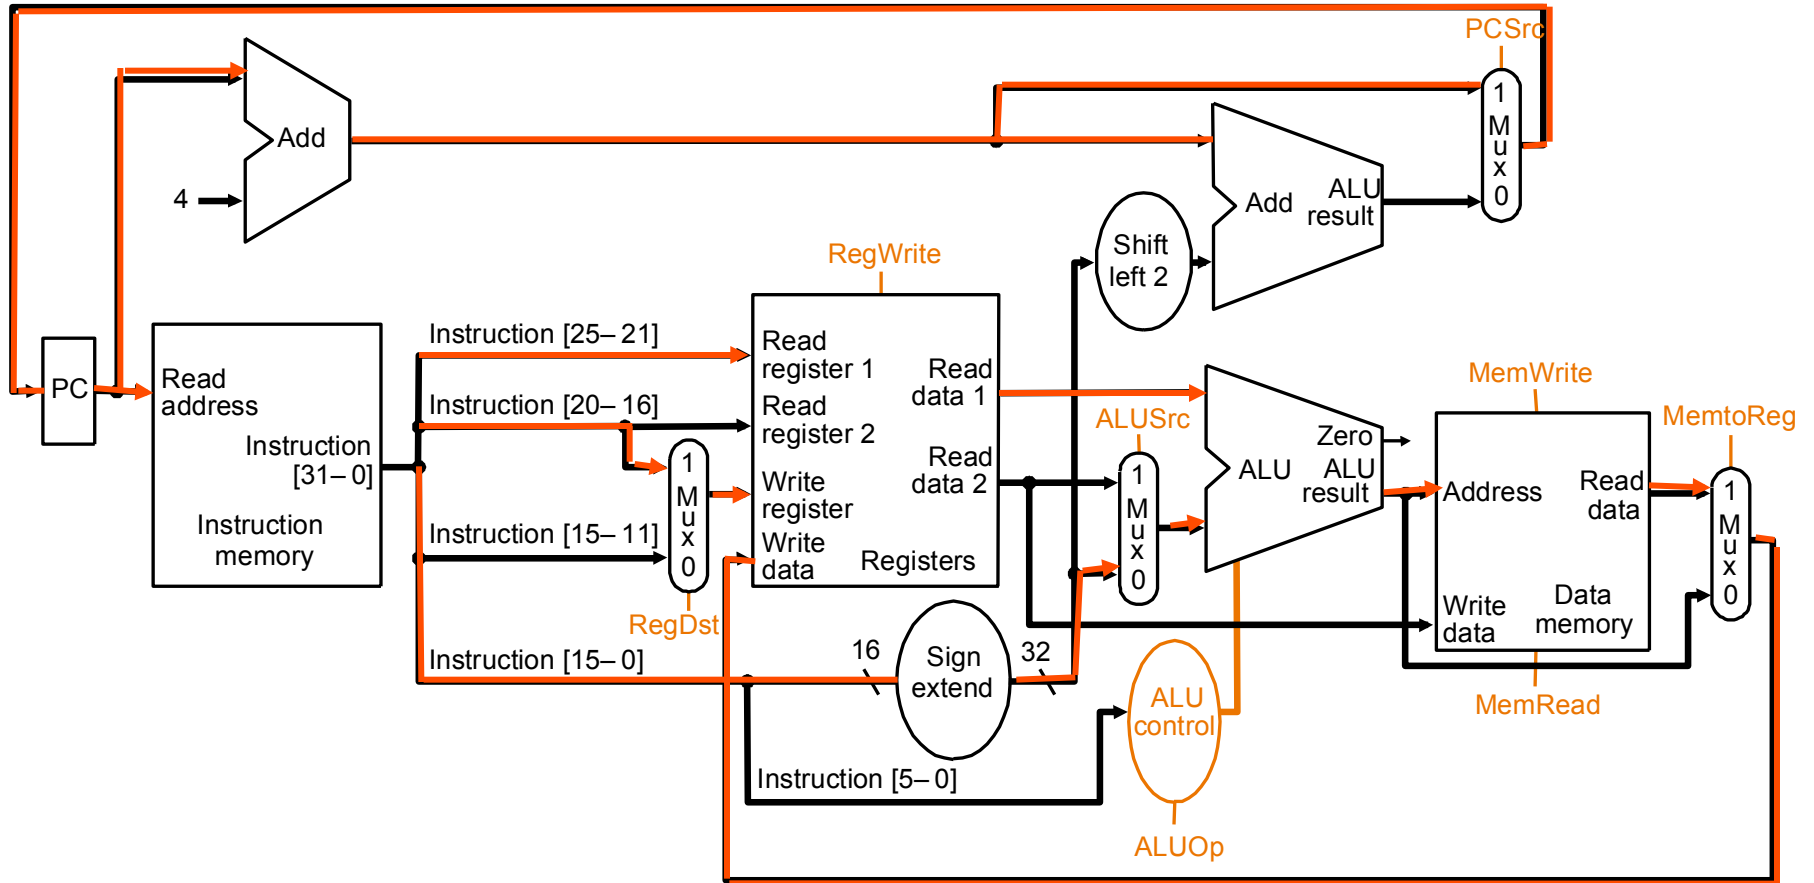 PCSrc
1
M
u
x
0
Add
4
Add
ALU
result
Shift
left 2
RegWrite
PC
Read
address
Instruction
[31– 0]
Instruction
memory
Instruction [25– 21]
Instruction [20– 16]
Instruction [15– 11]
Instruction [15– 0]
1
M
u
x
0
RegDst
Read
register 1
Read
register 2
Write
register
Write
data
Read
data 1
Read
data 2
Registers
16
Sign
extend
32
Instruction [5– 0]
ALUSrc
1
M
u
x
0
Zero
ALU
ALU
result
ALU
control
ALUOp
MemWrite
Address
Read
data
Write
data
Data
memory
MemRead
MemtoReg
1
M
u
x
0